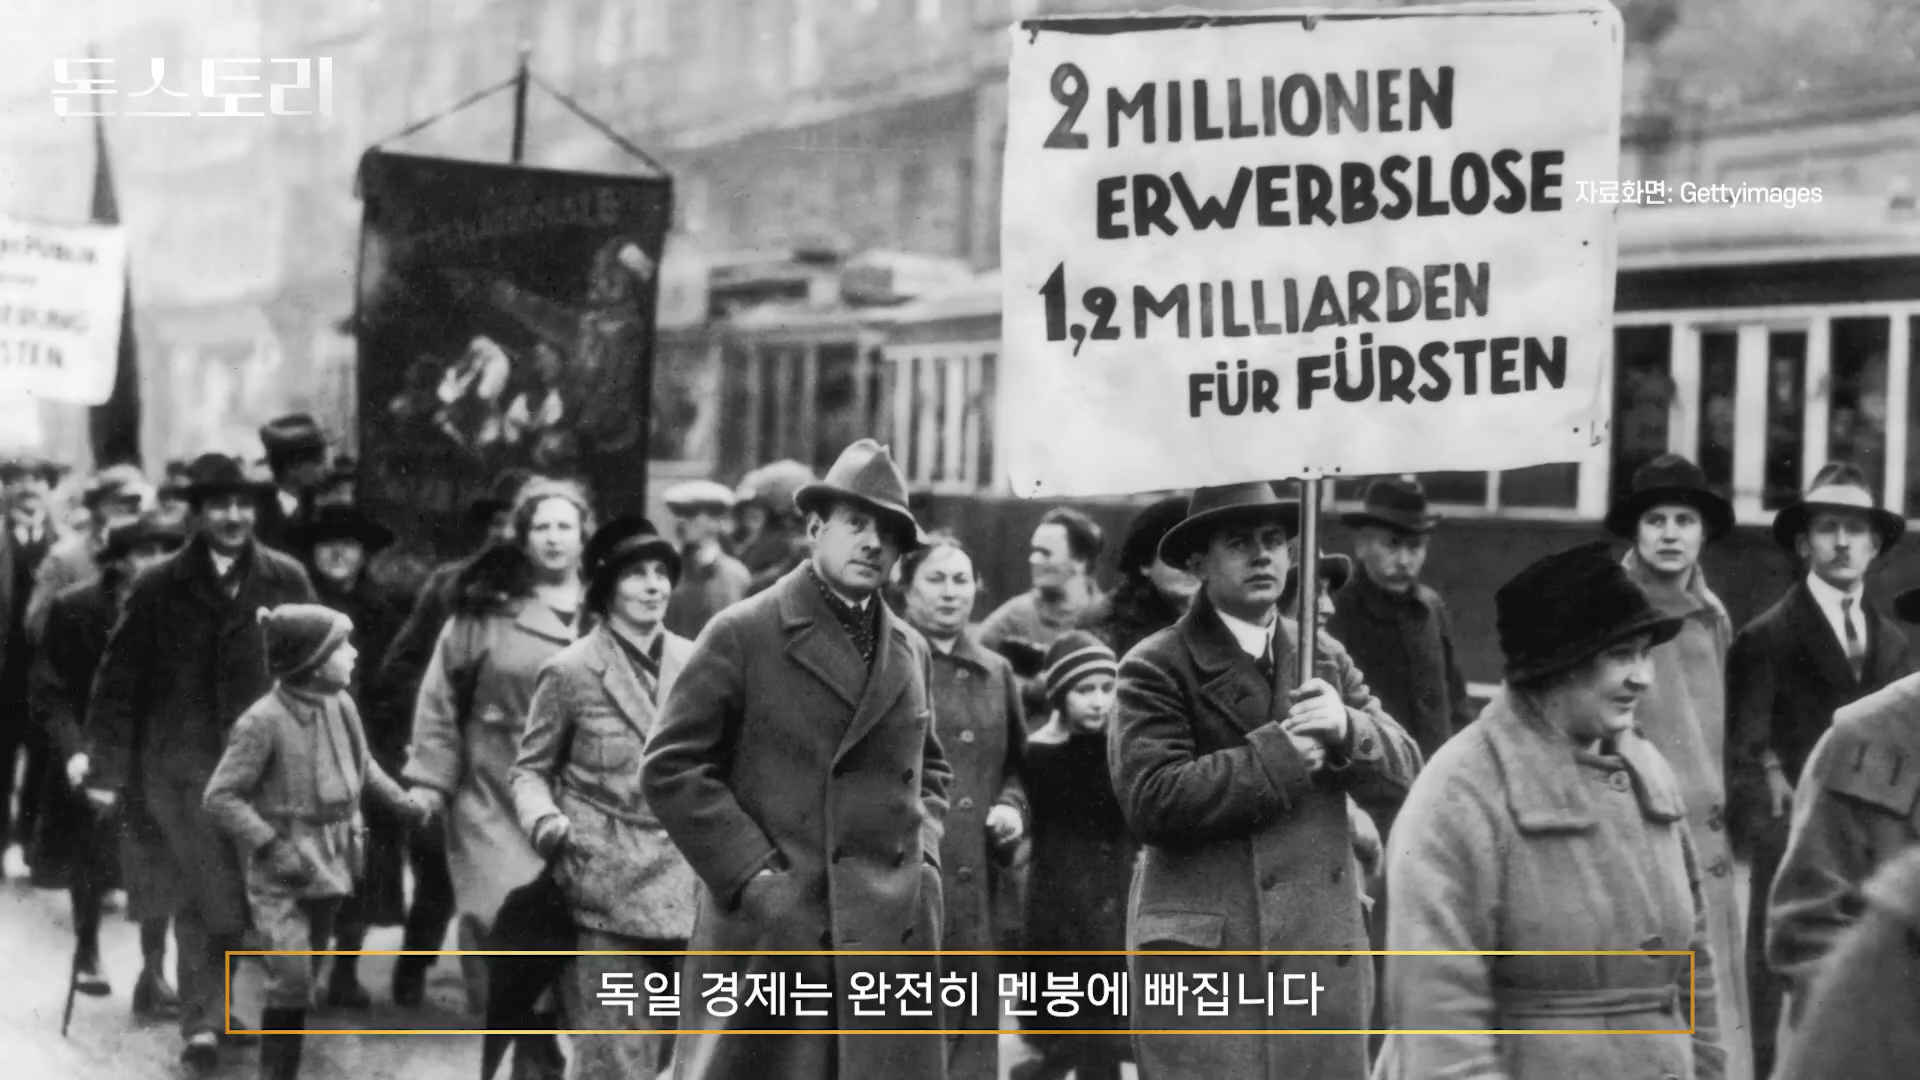 돈스토리
2 MILLIONEN
ERWERBSLOSE
1,2 MILLIARDEN
FÜR FÜRSTEN
자료화면: Gettyimages
독일 경제는 완전히 멘붕에 빠집니다